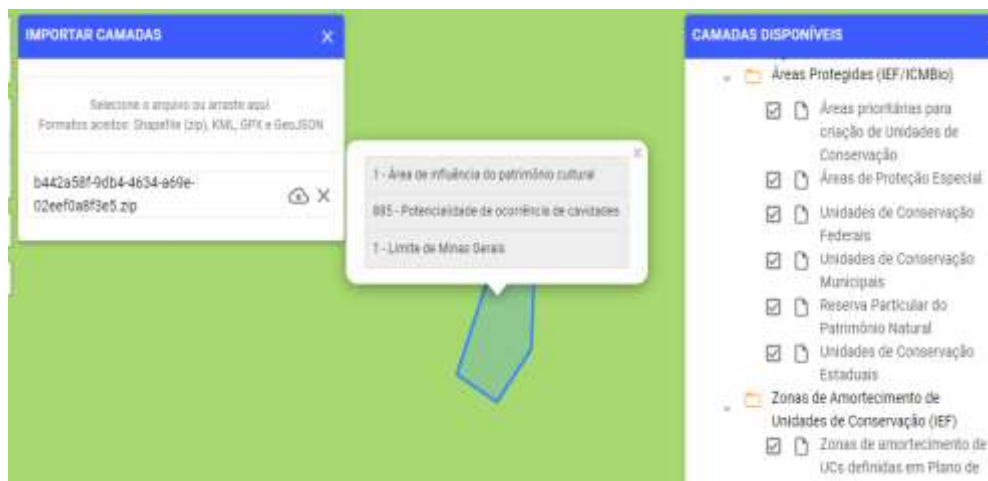 IMPORTAR CAMADAS
X
Selecione o arquivo ou arraste aqui
Formatos aceitos: Shapefile (zip), KML, GPX e GeoJSON
b442a58f-9db4-4634-a69e-
02eef0a8f3e5.zip
1 - Área de influência do patrimônio cultural
885 - Potencialidade de ocorrência de cavidades
1 - Limite de Minas Gerais
CAMADAS DISPONÍVEIS
Áreas Protegidas (IEF/ICMBio)
Áreas prioritárias para
criação de Unidades de
Conservação
Áreas de Proteção Especial
Unidades de Conservação
Federais
Unidades de Conservação
Municipais
Reserva Particular do
Patrimônio Natural
Unidades de Conservação
Estaduais
Zonas de Amortecimento de
Unidades de Conservação (IEF)
Zonas de amortecimento de
UCs definidas em Plano de